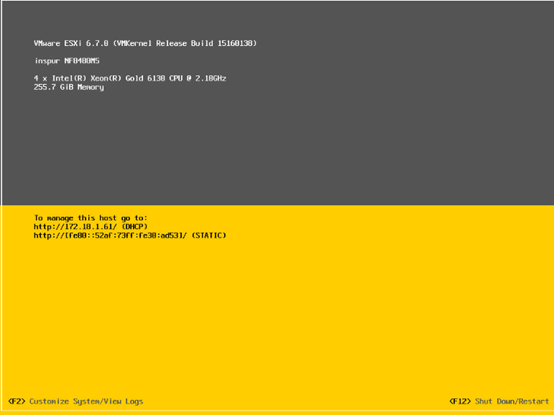 VMware ESXi 6.7.0 (VMKernel Release Build 15160138)
inspur NF8480M5
4 x Intel(R) Xeon(R) Gold 6130 CPU @ 2.10GHz
255.7 GiB Memory
To manage this host go to:
http://172.18.1.61/ (DHCP)
http://[fe80::52af:73ff:fe38:ad531/ (STATIC)
<F2> Customize System/View Logs
<F12> Shut Down/Restart